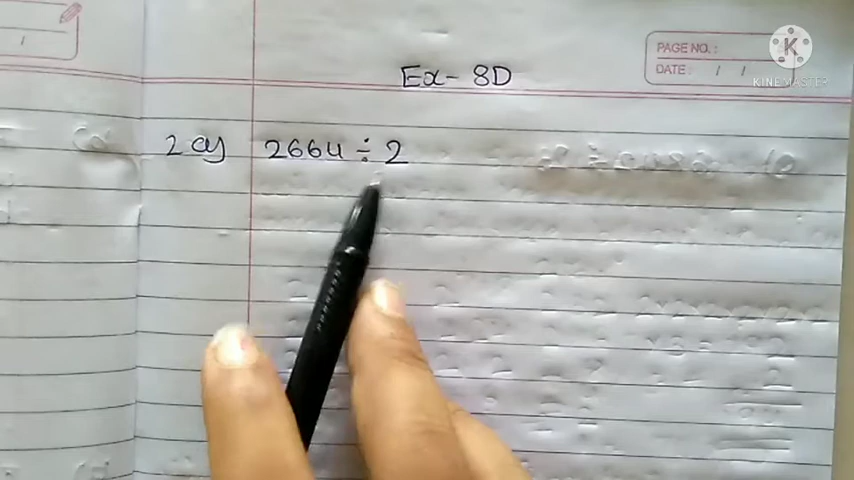 PAGE NO.:
DATE: / /
KINEMASTER
Ex- 8D
2 a) 2664 ÷ 2